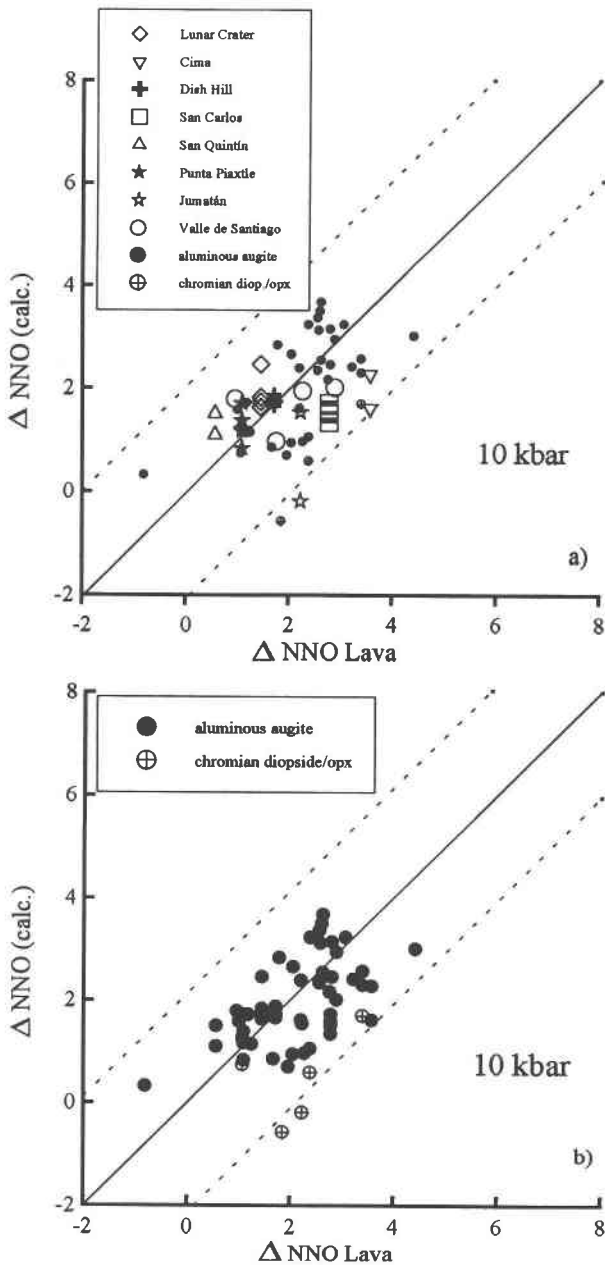 Lunar Crater
Cima
Dish Hill
San Carlos
San Quintín
Punta Piaxtle
Jumatán
Valle de Santiago
aluminous augite
chromian diop./opx
8
6
4
2
0
-2
Δ NNO (calc.)
10 kbar
a)
-2 0 2 4 6 8
Δ NNO Lava
aluminous augite
chromian diopside/opx
8
6
4
2
0
-2
Δ NNO (calc.)
10 kbar
b)
-2 0 2 4 6 8
Δ NNO Lava